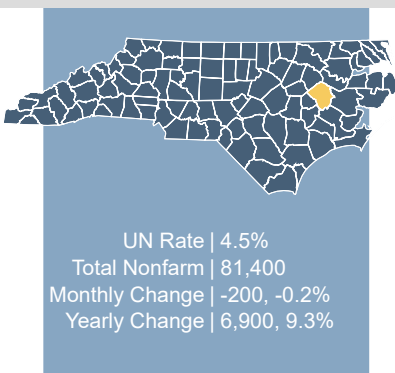 UN Rate | 4.5%
Total Nonfarm | 81,400
Monthly Change | -200, -0.2%
Yearly Change | 6,900, 9.3%